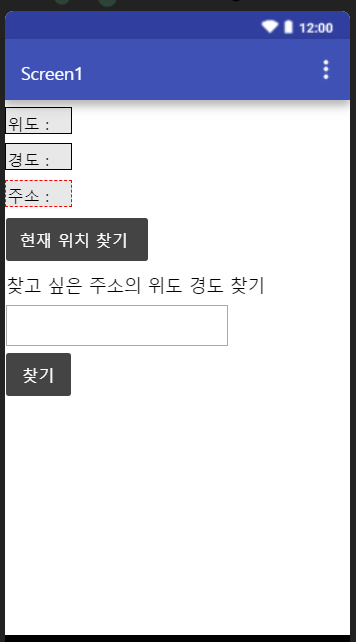 12:00
Screen1
위도 :
경도 :
주소 :
현재 위치 찾기
찾고 싶은 주소의 위도 경도 찾기
찾기